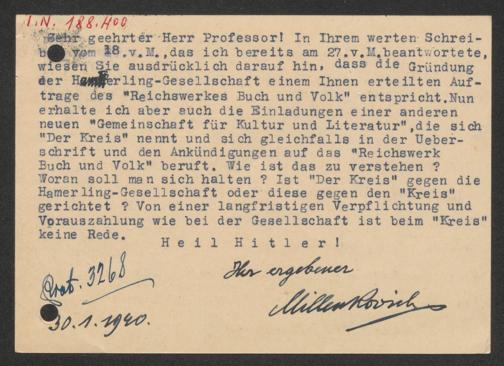 I.N. 188.400
Sehr geehrter Herr Professor! In Ihrem werten Schrei-
ben vom 18.v.M.,das ich bereits am 27.v.M.beantwortete,
wiesen Sie ausdrücklich darauf hin, dass die Gründung
der Hamerling-Gesellschaft einem Ihnen erteilten Auf-
trage des "Reichswerkes Buch und Volk" entspricht.Nun
erhalte ich aber auch die Einladungen einer anderen
neuen "Gemeinschaft für Kultur und Literatur",die sich
"Der Kreis" nennt und sich gleichfalls in der Ueber-
schrift und den Ankündigungen auf das "Reichswerk
Buch und Volk" beruft. Wie ist das zu verstehen ?
Woran soll man sich halten ? Ist "Der Kreis" gegen die
Hamerling-Gesellschaft oder diese gegen den "Kreis"
gerichtet ? Von einer langfristigen Verpflichtung und
Vorauszahlung wie bei der Gesellschaft ist beim "Kreis"
keine Rede.
Heil Hitler!
Ihr ergebener
Millenkovich
3268
30.1.1940.